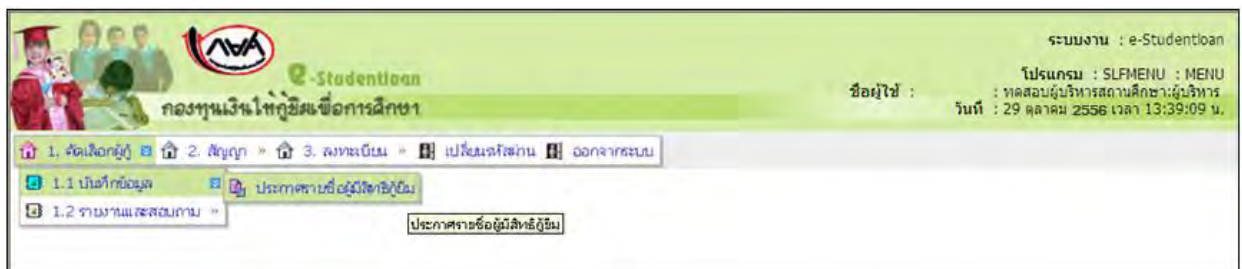 ระบบงาน : e-Studentloan
e-Studentloan
โปรแกรม : SLFMENU : MENU
ชื่อผู้ใช้ : : ทดสอบผู้บริหารสถานศึกษา:ผู้บริหาร
กองทุนเงินให้กู้ยืมเพื่อการศึกษา
วันที่ : 29 ตุลาคม 2556 เวลา 13:39:09 น.
1. คัดเลือกผู้กู้ 2. สัญญา » 3. ลงทะเบียน » เปลี่ยนรหัสผ่าน ออกจากระบบ
1.1 บันทึกข้อมูล ประกาศรายชื่อผู้มีสิทธิกู้ยืม
1.2 รายงานและสอบถาม »
ประกาศรายชื่อผู้มีสิทธิกู้ยืม